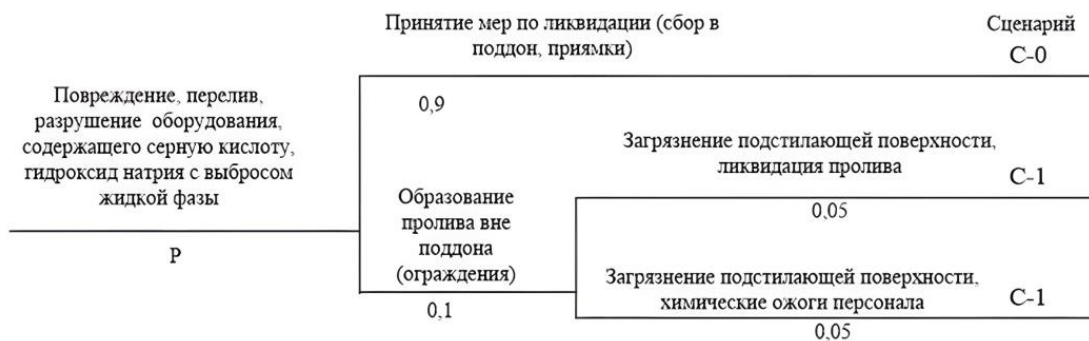 Принятие мер по ликвидации (сбор в
поддон, приямки)
Сценарий
С-0
Повреждение, перелив,
разрушение оборудования,
содержащего серную кислоту,
гидроксид натрия с выбросом
жидкой фазы
Р
0,9
Загрязнение подстилающей поверхности,
ликвидация пролива
С-1
0,05
Образование
пролива вне
поддона
(ограждения)
0,1
Загрязнение подстилающей поверхности,
химические ожоги персонала
С-1
0,05